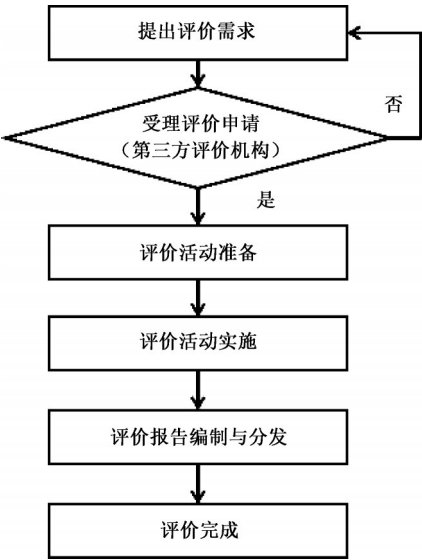 提出评价需求
否
受理评价申请
（第三方评价机构）
是
评价活动准备
评价活动实施
评价报告编制与分发
评价完成